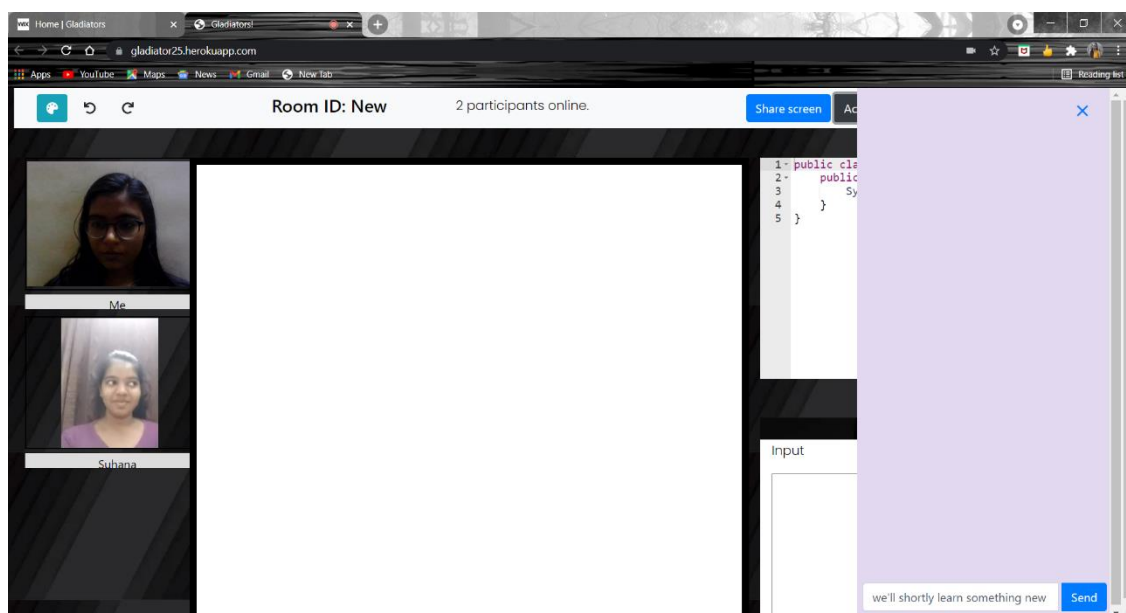 Home | Gladiators
Gladiators!
gladiator25.herokuapp.com
Apps
YouTube
Maps
News
Gmail
New Tab
Reading list
Room ID: New
2 participants online.
Share screen
Ac
1
public cla
2
public
3
Sy
4
}
5
}
Me
Suhana
Input
we'll shortly learn something new
Send